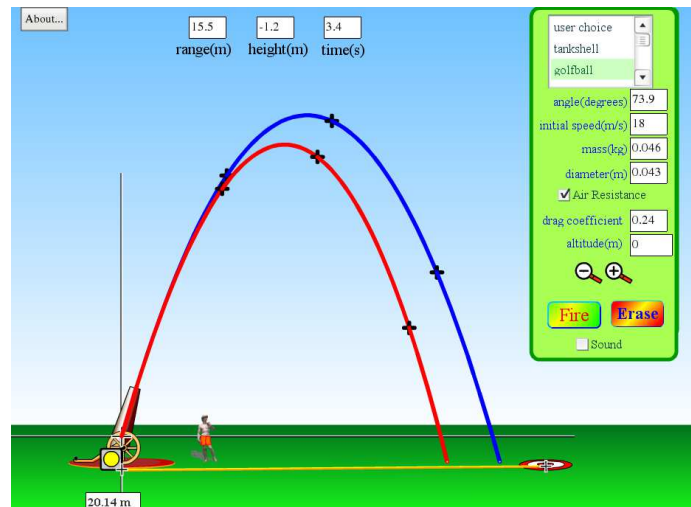 About...
15.5 -1.2 3.4
range(m) height(m) time(s)
user choice
tankshell
golfball
angle(degrees) 73.9
initial speed(m/s) 18
mass(kg) 0.046
diameter(m) 0.043
Air Resistance
drag coefficient 0.24
altitude(m) 0
Fire Erase
Sound
20.14 m